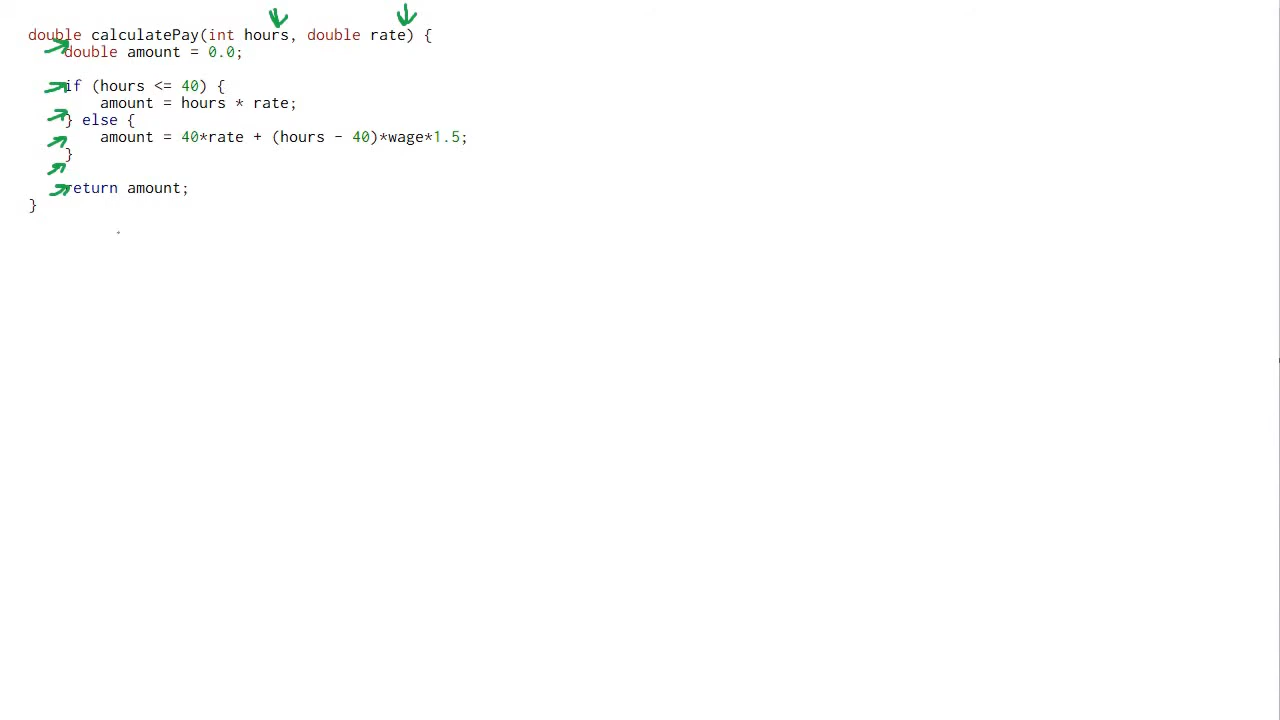 double calculatePay(int hours, double rate) {
    double amount = 0.0;
    if (hours <= 40) {
        amount = hours * rate;
    } else {
        amount = 40*rate + (hours - 40)*wage*1.5;
    }
    return amount;
}